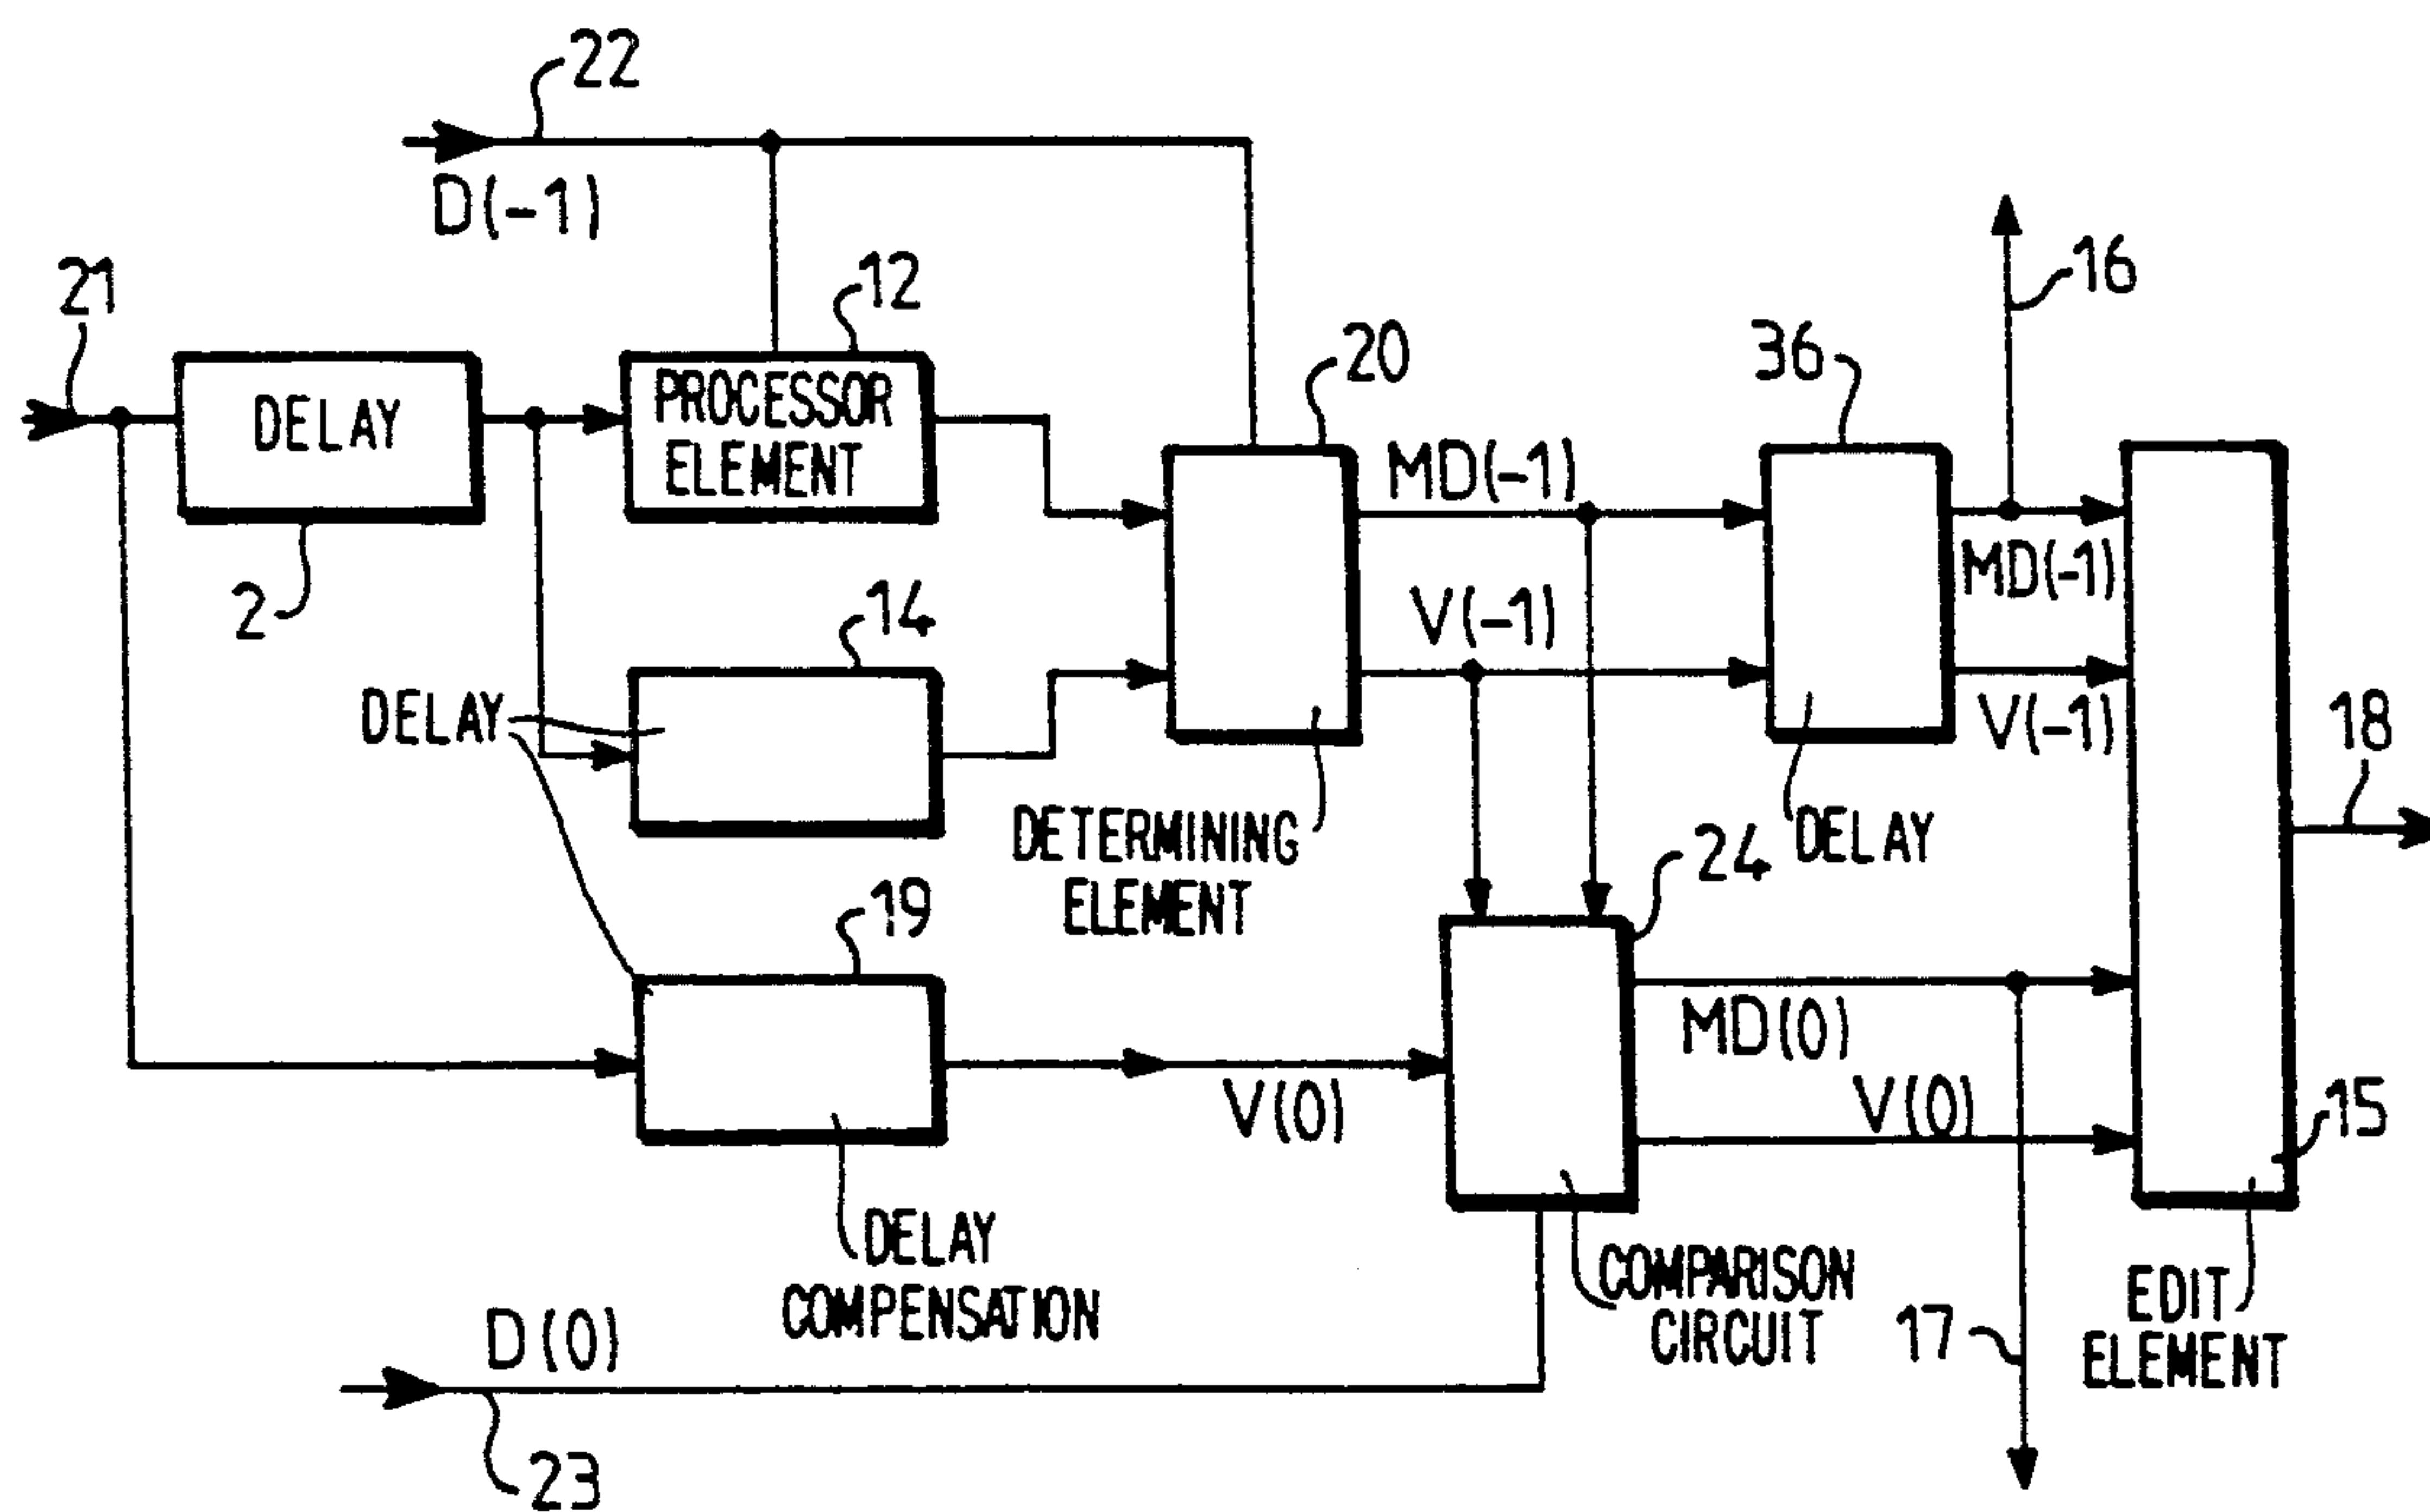 22
D(-1)
21
12
DELAY
PROCESSOR
ELEMENT
2
20
36
16
MD(-1)
MD(-1)
V(-1)
V(-1)
14
DELAY
18
DETERMINING
ELEMENT
24
DELAY
19
MD(0)
V(0)
V(0)
15
DELAY
COMPENSATION
COMPARISON
CIRCUIT
EDIT
ELEMENT
17
D(0)
23